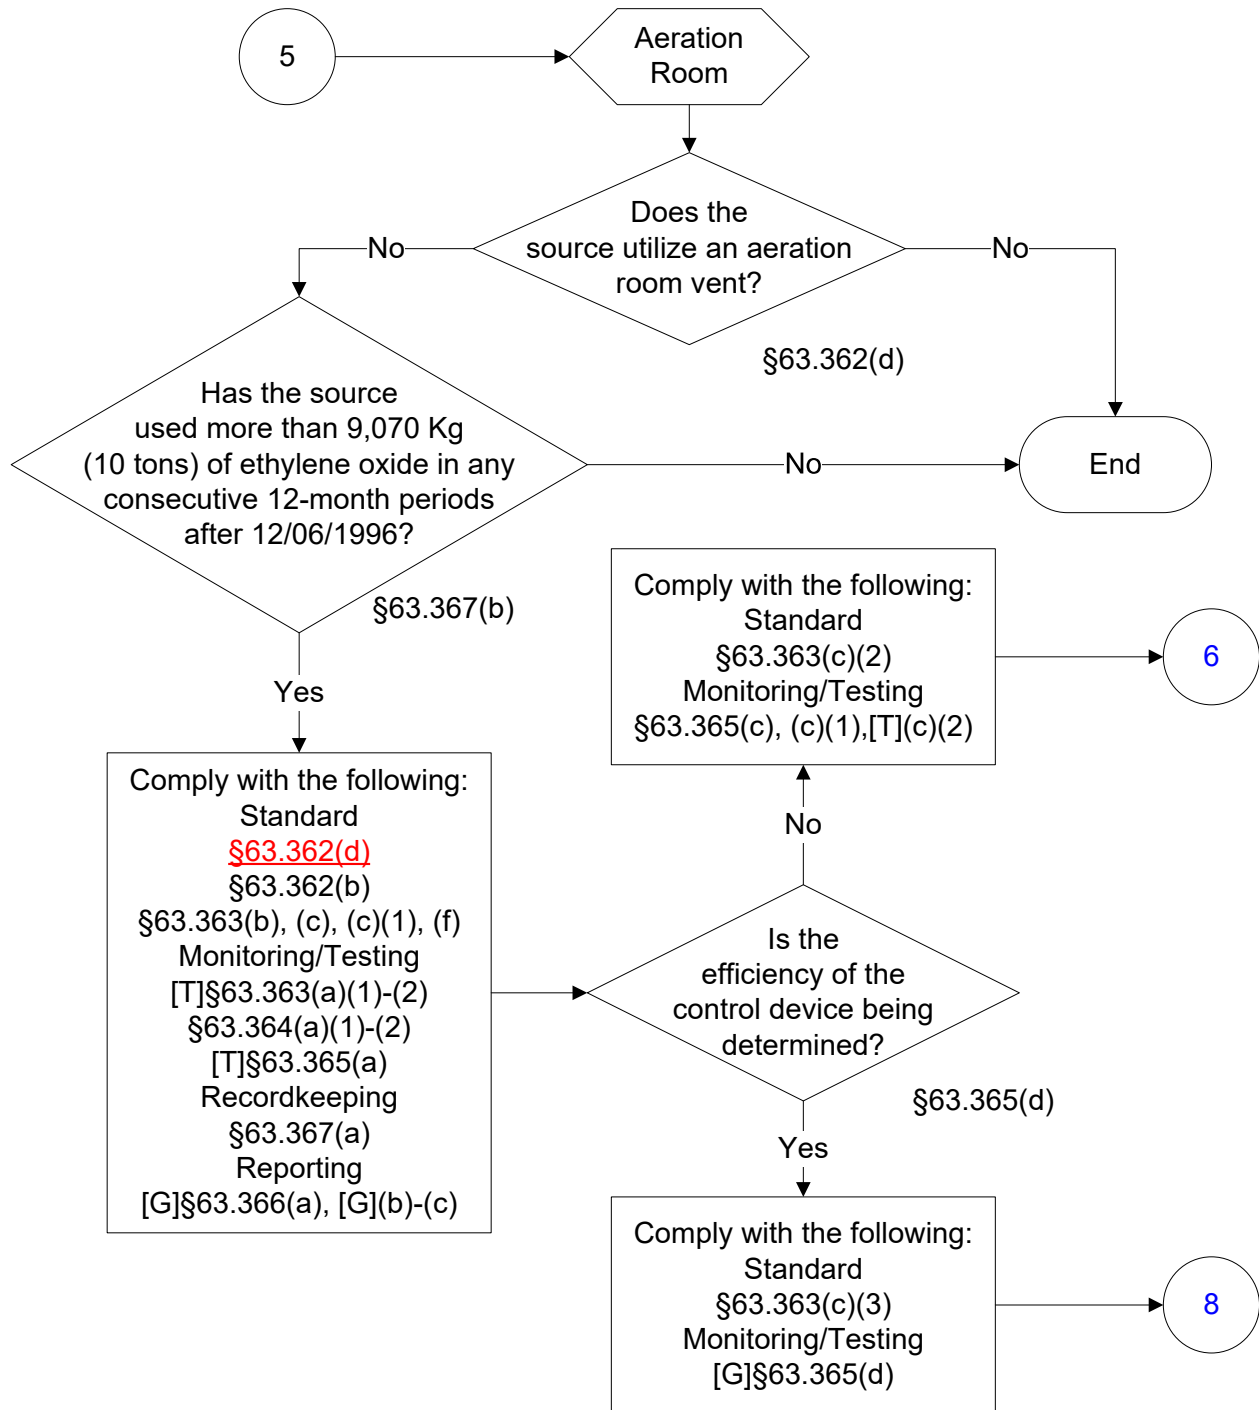 5
Aeration
Room
Does the
source utilize an aeration
room vent?
No
No
§63.362(d)
Has the source
used more than 9,070 Kg
(10 tons) of ethylene oxide in any
consecutive 12-month periods
after 12/06/1996?
No
End
§63.367(b)
Yes
Comply with the following:
Standard
§63.363(c)(2)
Monitoring/Testing
§63.365(c), (c)(1),[T](c)(2)
6
Comply with the following:
Standard
§63.362(d)
§63.362(b)
§63.363(b), (c), (c)(1), (f)
Monitoring/Testing
[T]§63.363(a)(1)-(2)
§63.364(a)(1)-(2)
[T]§63.365(a)
Recordkeeping
§63.367(a)
Reporting
[G]§63.366(a), [G](b)-(c)
No
Is the
efficiency of the
control device being
determined?
§63.365(d)
Yes
Comply with the following:
Standard
§63.363(c)(3)
Monitoring/Testing
[G]§63.365(d)
8